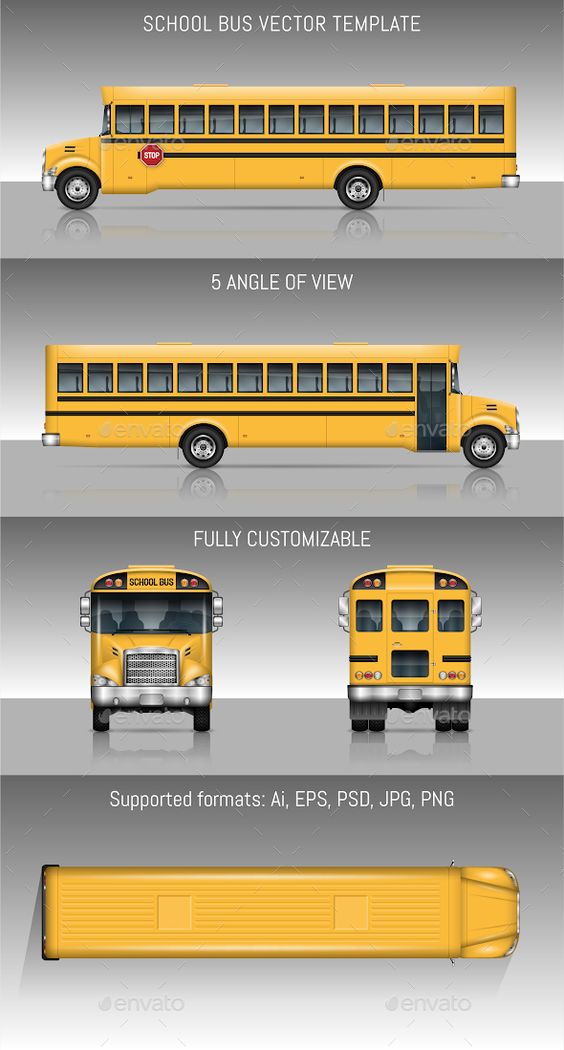 SCHOOL BUS VECTOR TEMPLATE
envato
STOP
5 ANGLE OF VIEW
envato
envato
FULLY CUSTOMIZABLE
SCHOOL BUS
envato
envato
Supported formats: Ai, EPS, PSD, JPG, PNG
envato
envato